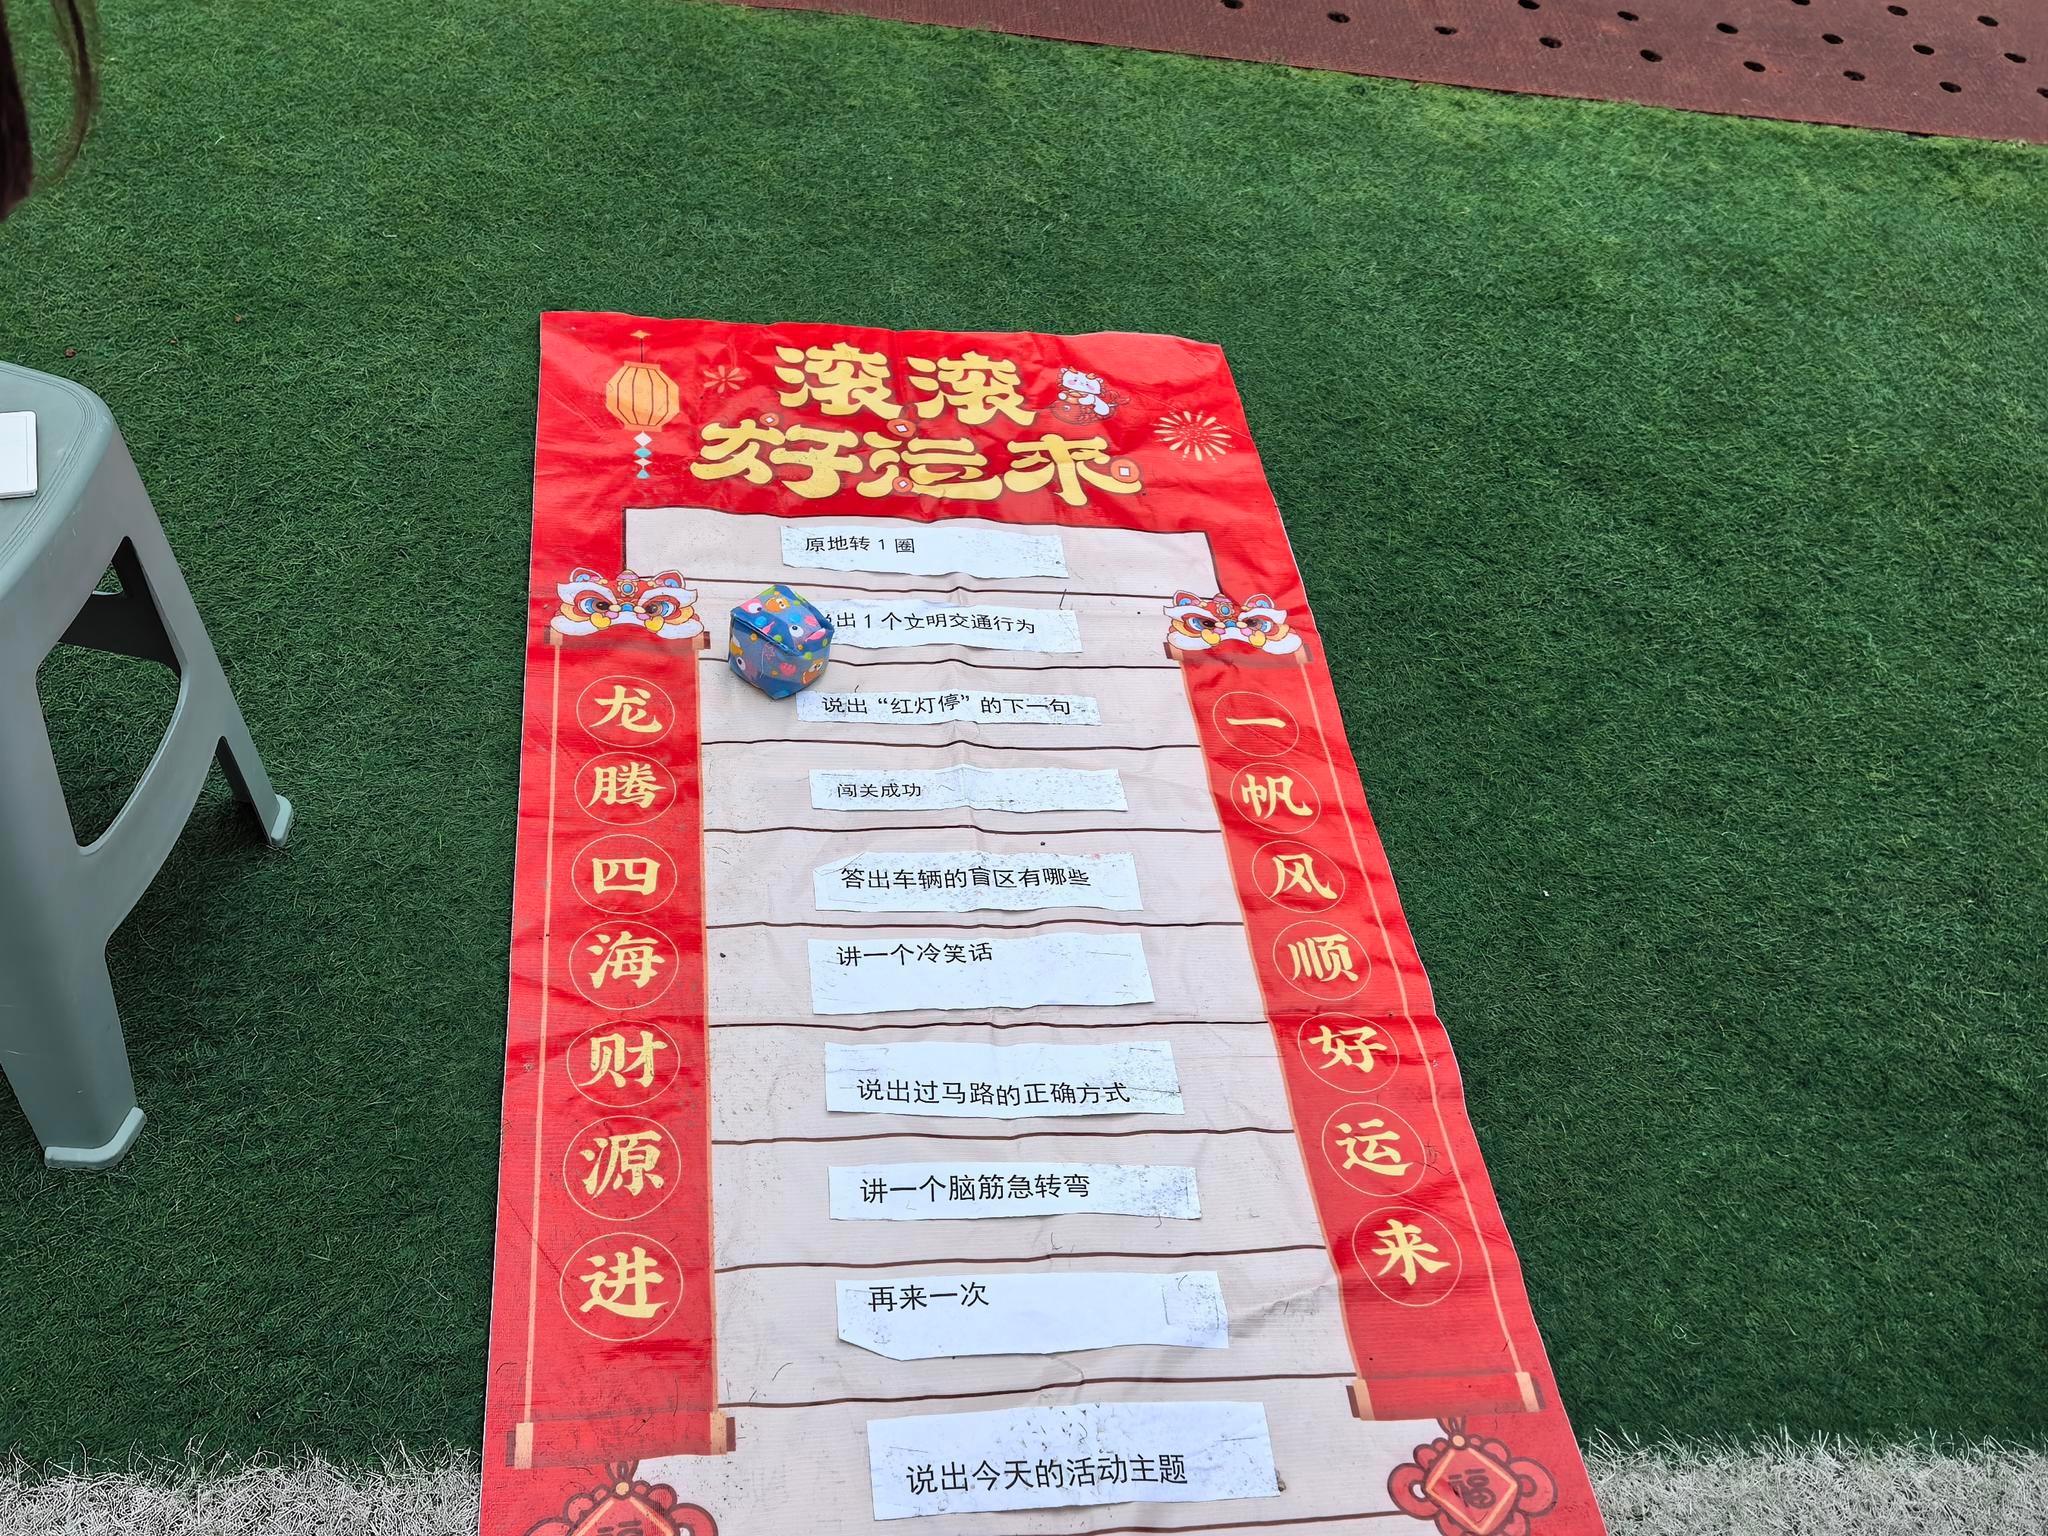 滚滚
好运来
原地转 1 圈
出 1 个文明交通行为
说出“红灯停”的下一句
闯关成功
答出车辆的盲区有哪些
讲一个冷笑话
说出过马路的正确方式
讲一个脑筋急转弯
再来一次
说出今天的活动主题
龙腾四海财源进
一帆风顺好运来
福
福